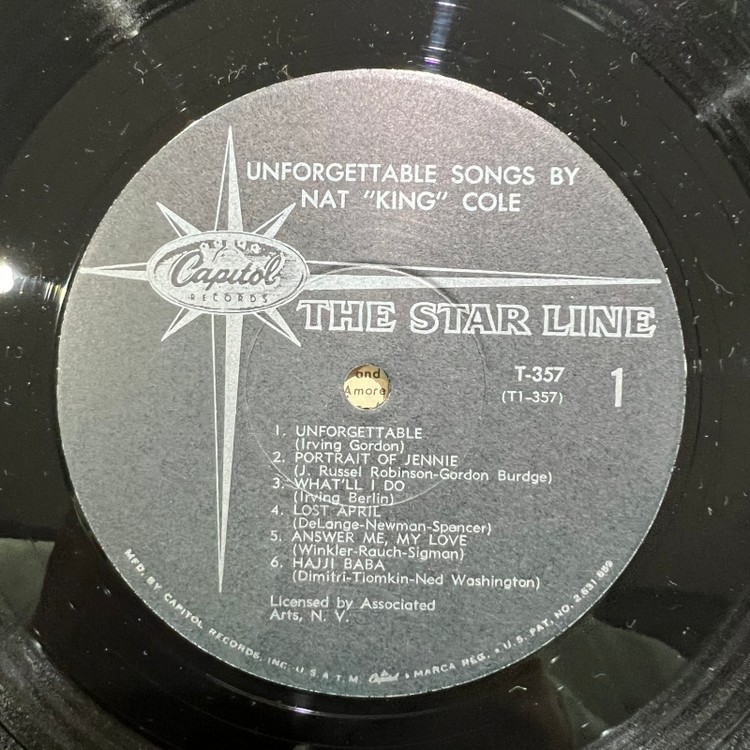 UNFORGETTABLE SONGS BY
NAT "KING" COLE
Capitol
RECORDS
THE STAR LINE
T-357
(T1-357)
1
and
Amore
1. UNFORGETTABLE
(Irving Gordon)
2. PORTRAIT OF JENNIE
(J. Russel Robinson-Gordon Burdge)
3. WHAT'LL I DO
(Irving Berlin)
4. LOST APRIL
(DeLange-Newman-Spencer)
5. ANSWER ME, MY LOVE
(Winkler-Rauch-Sigman)
6. HAJJI BABA
(Dimitri-Tiomkin-Ned Washington)
Licensed by Associated
Arts, N. V.
MFD. BY CAPITOL RECORDS, INC. U.S.A. T.M. Capitol • MARCA REG. • U.S. PAT. NO. 2,631,859